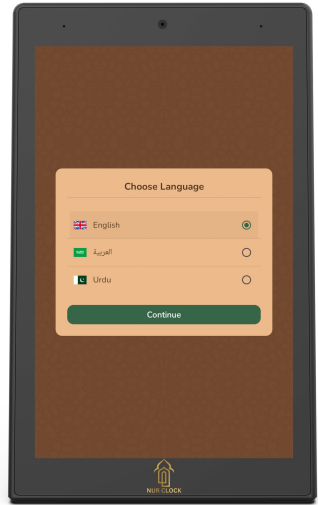 Choose Language
English
العربية
Urdu
Continue
NUR CLOCK